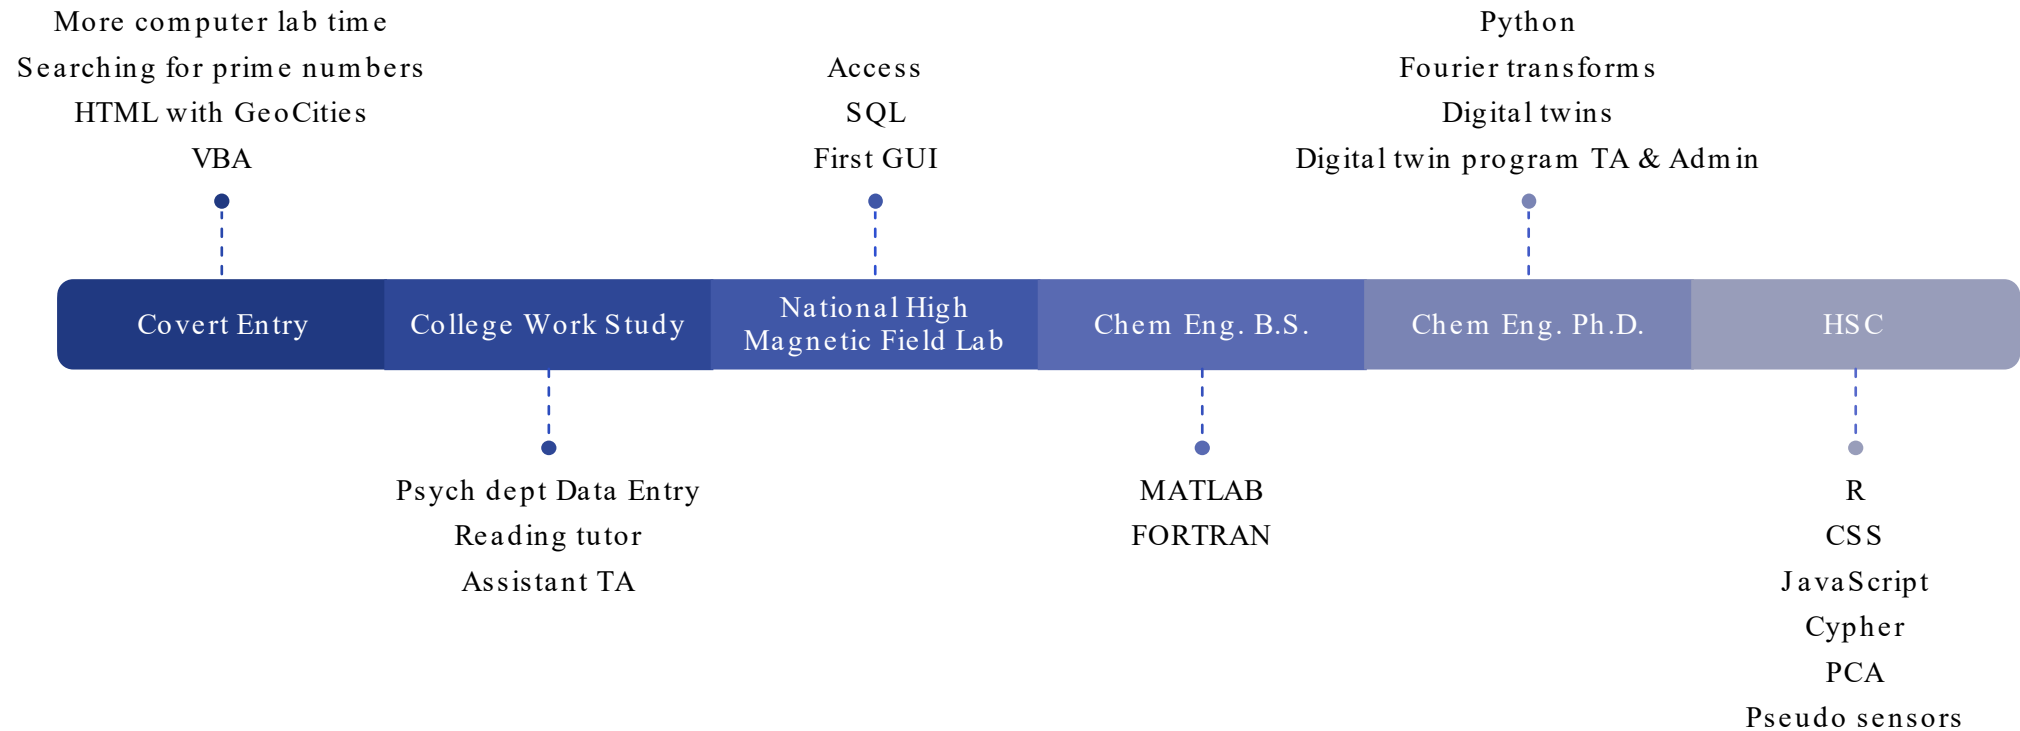 More computer lab time
Searching for prime numbers
HTML with GeoCities
VBA
Access
SQL
First GUI
Python
Fourier transforms
Digital twins
Digital twin program TA & Admin
Covert Entry
College Work Study
National High
Magnetic Field Lab
Chem Eng. B.S.
Chem Eng. Ph.D.
HSC
Psych dept Data Entry
Reading tutor
Assistant TA
MATLAB
FORTRAN
R
CSS
JavaScript
Cypher
PCA
Pseudo sensors